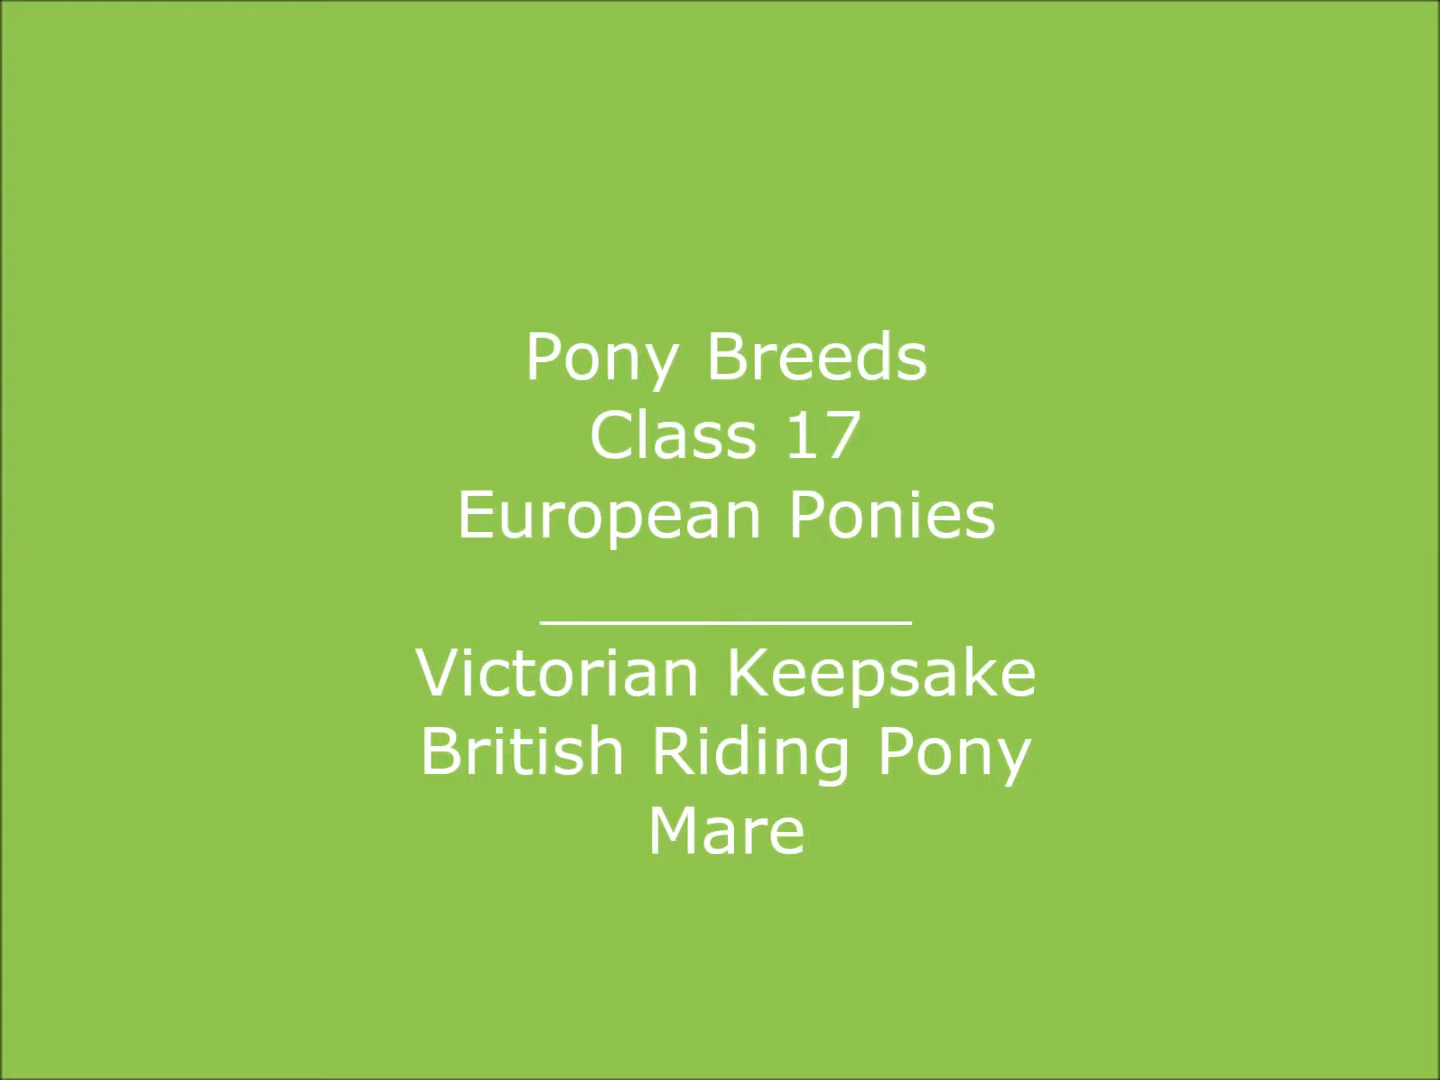 Pony Breeds
Class 17
European Ponies
Victorian Keepsake
British Riding Pony
Mare